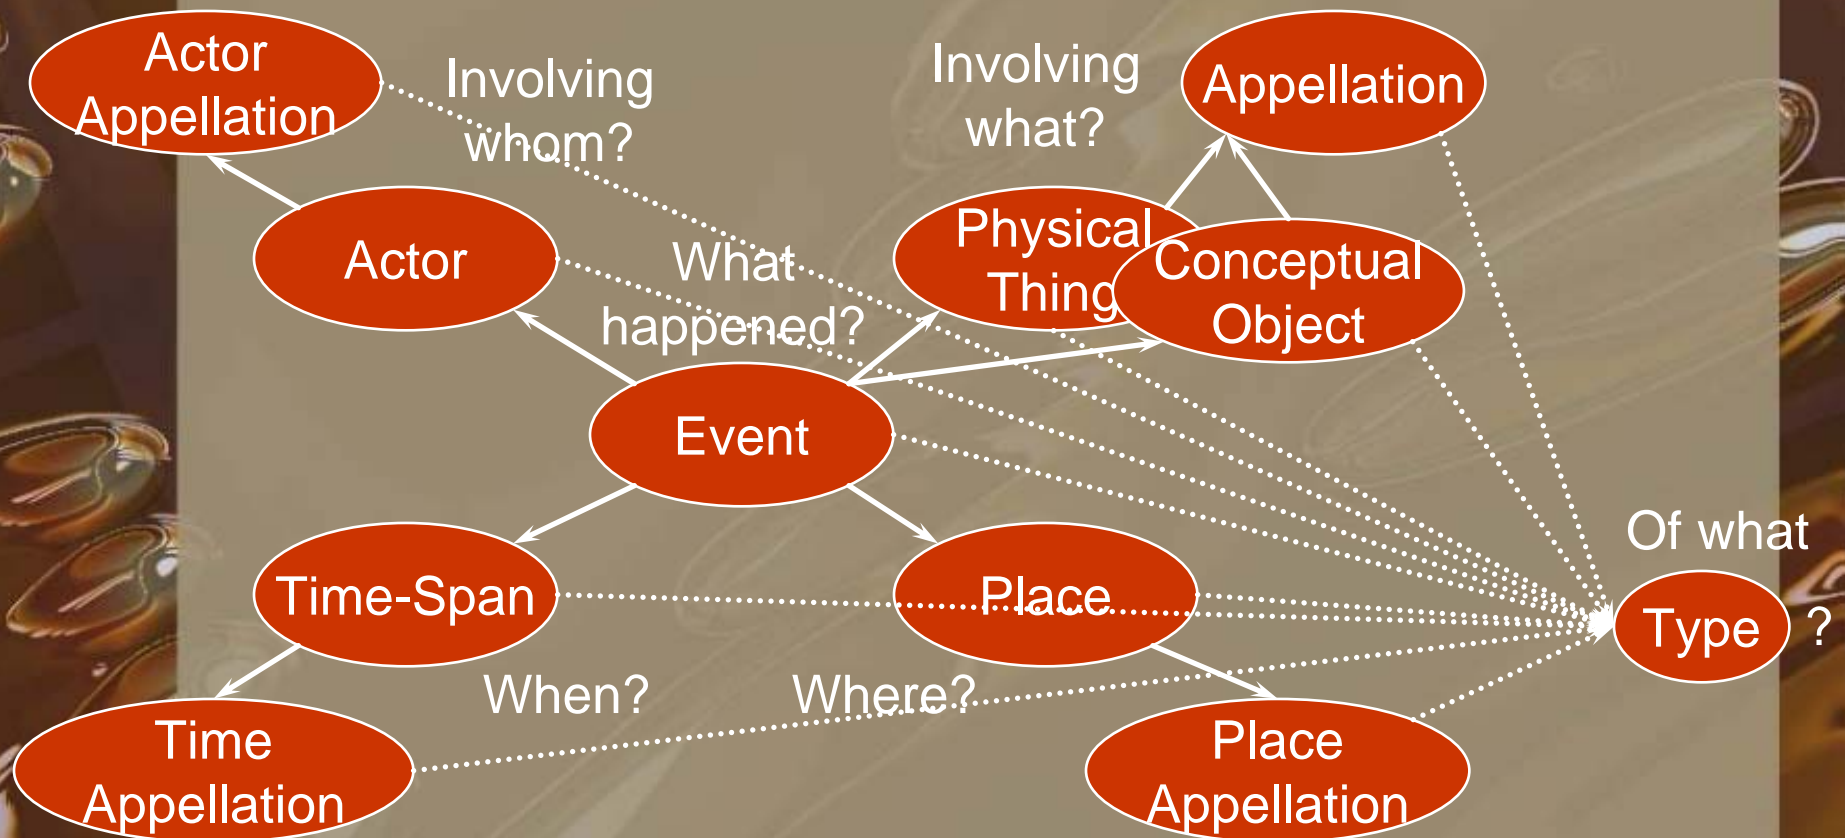 Actor
Appellation
Involving
whom?
Involving
what?
Appellation
Actor
What
happened?
Physical
Thing
Conceptual
Object
Event
Of what
Type ?
Time-Span
Place
When?
Where?
Time
Appellation
Place
Appellation